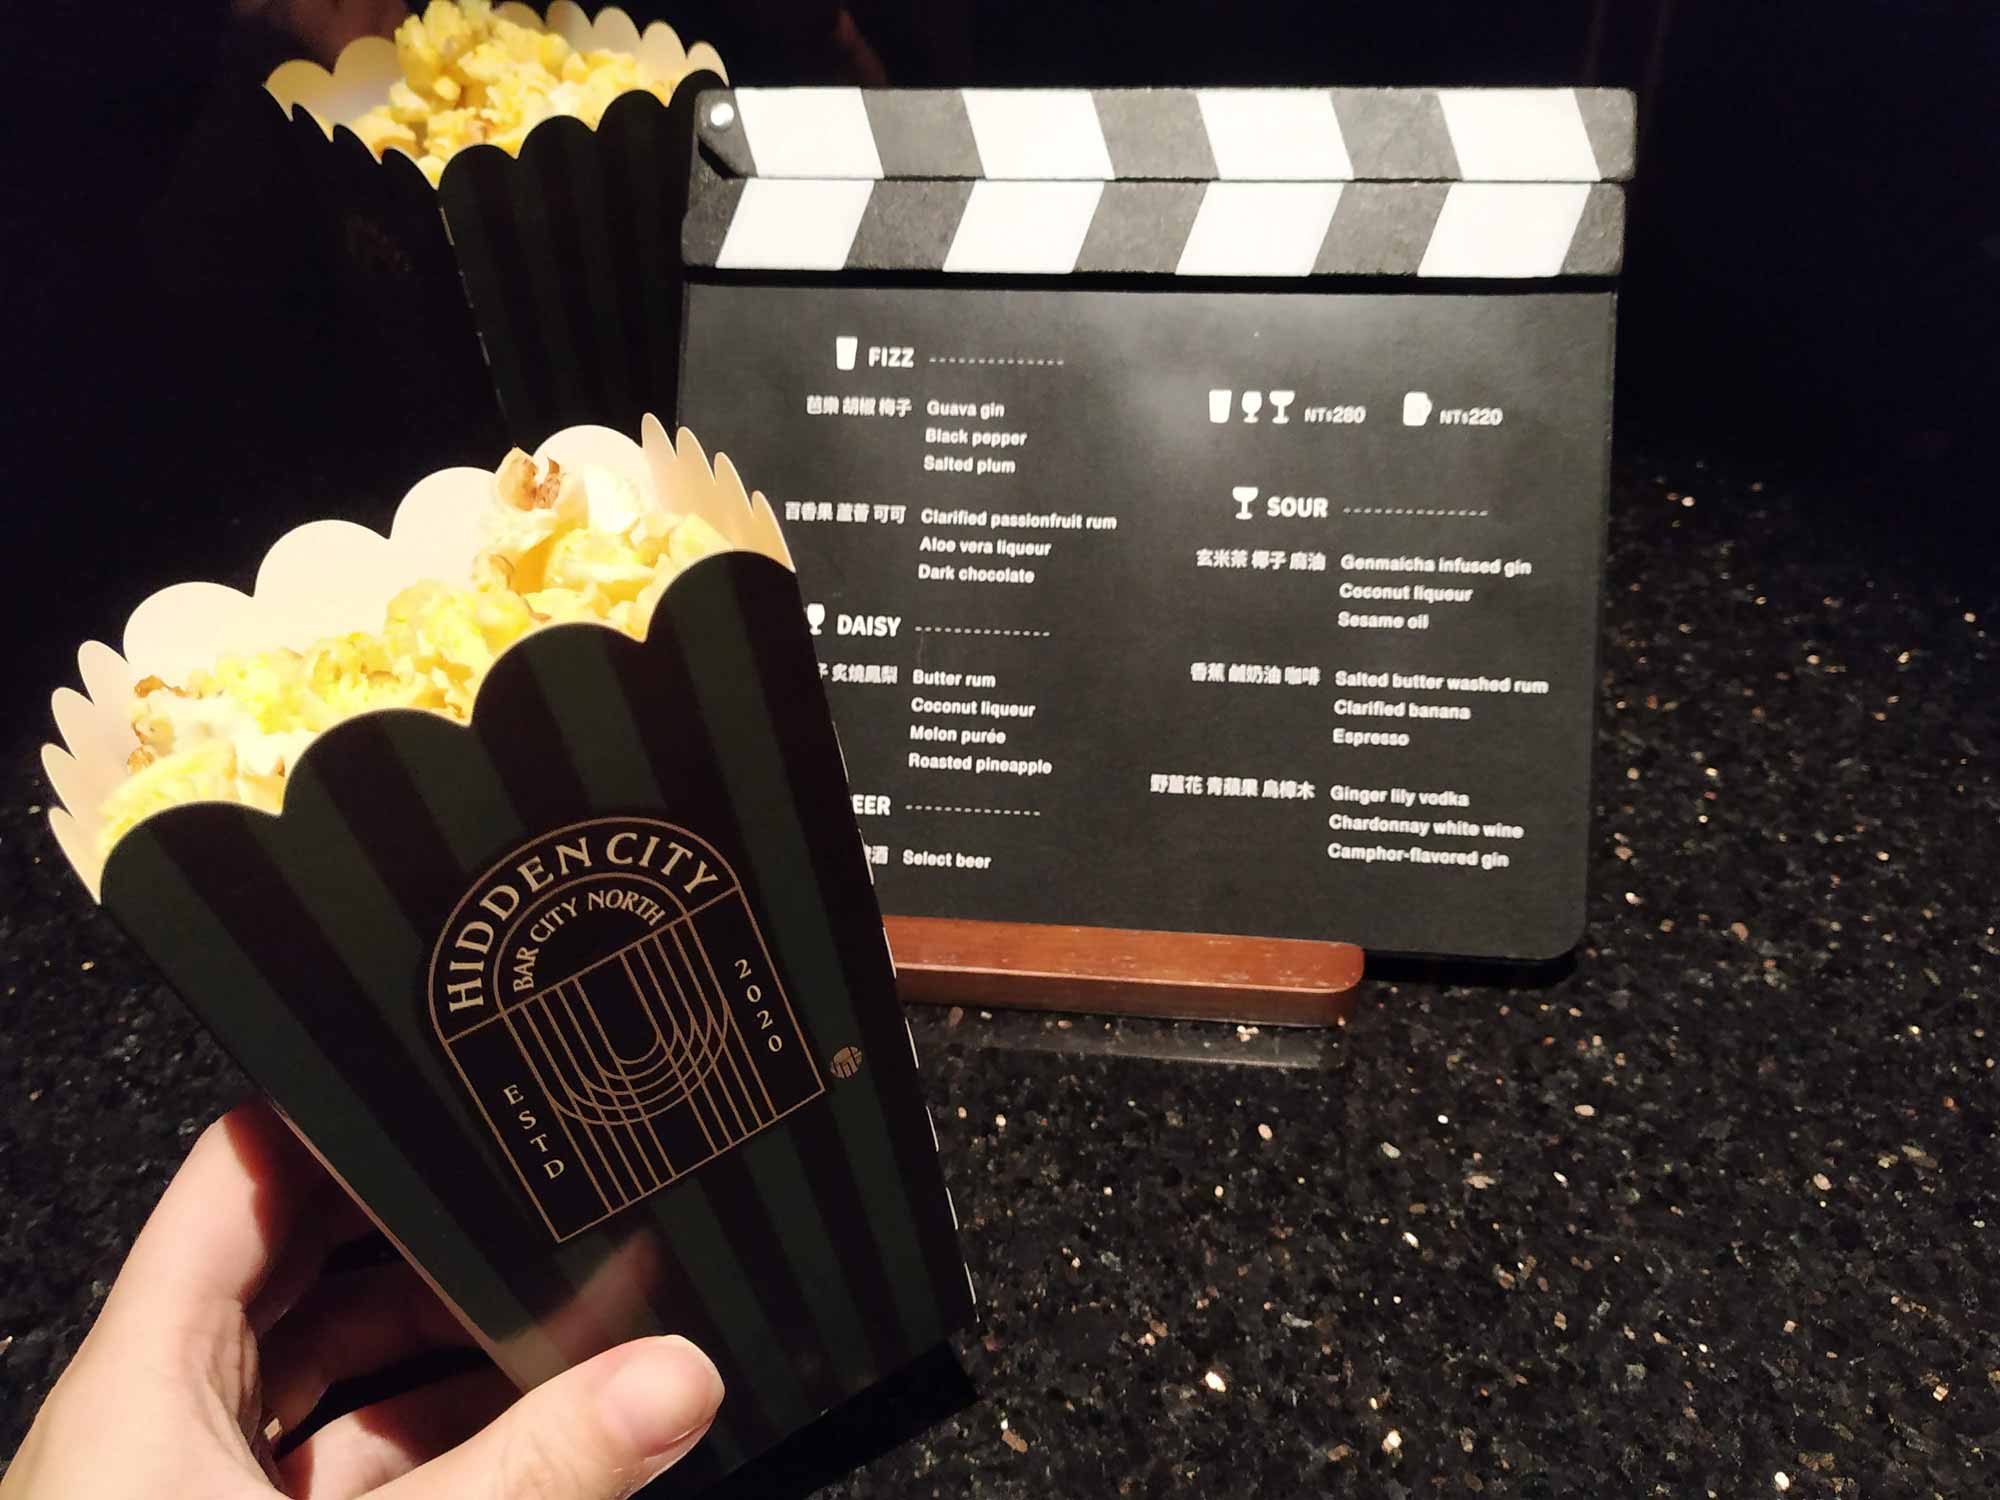 FIZZ
芭樂 胡椒 梅子 Guava gin
Black pepper
Salted plum
百香果 蘆薈 可可 Clarified passionfruit rum
Aloe vera liqueur
Dark chocolate
DAISY
炙燒鳳梨 Butter rum
Coconut liqueur
Melon purée
Roasted pineapple
EER
酒 Select beer
NT$280 NT$220
SOUR
玄米茶 椰子 麻油 Genmaicha infused gin
Coconut liqueur
Sesame oil
香蕉 鹹奶油 咖啡 Salted butter washed rum
Clarified banana
Espresso
野薑花 青蘋果 烏樟木 Ginger lily vodka
Chardonnay white wine
Camphor-flavored gin
HIDDEN CITY
BAR CITY NORTH
ESTD
2020